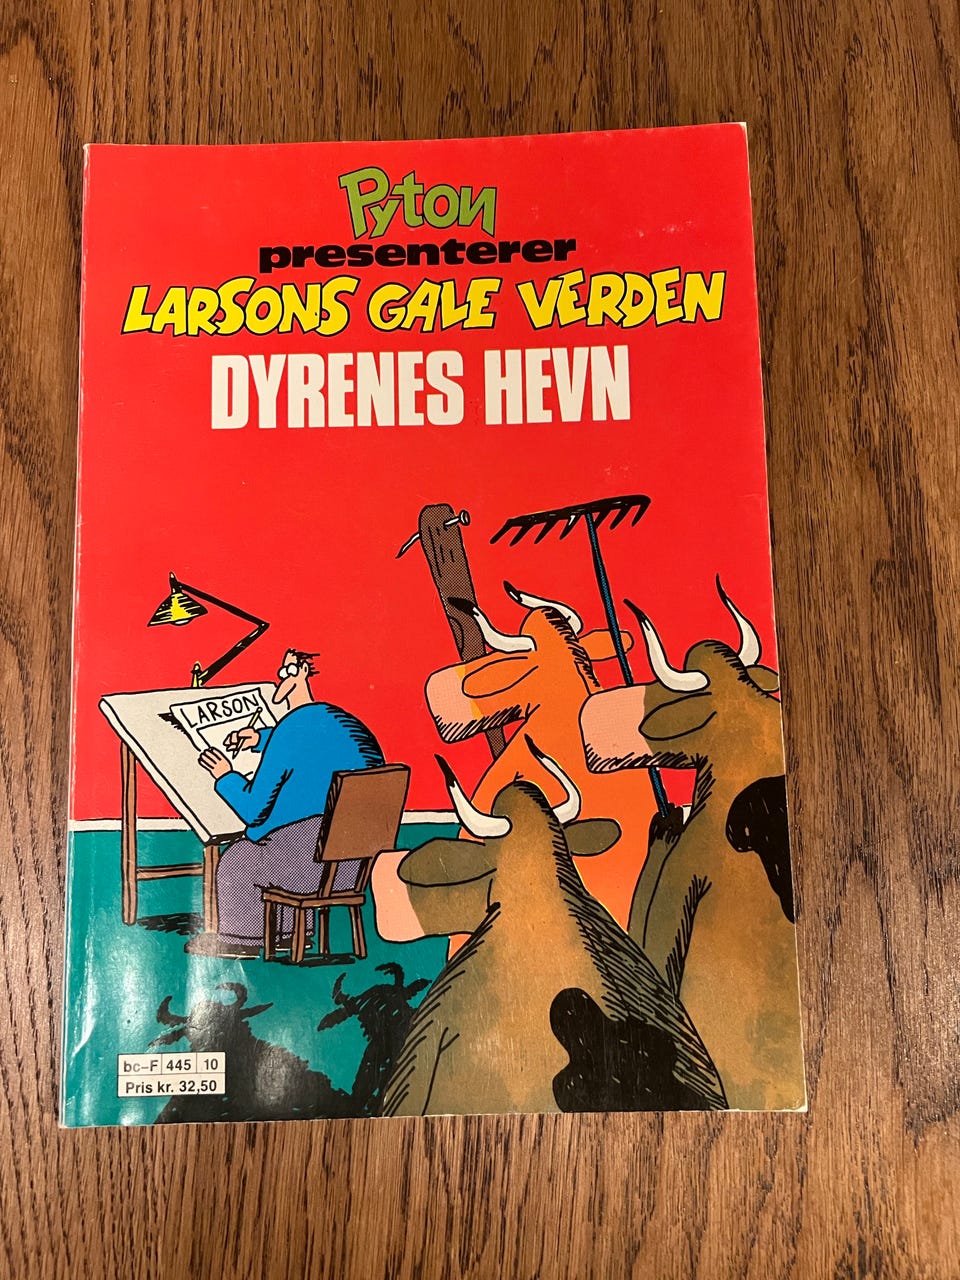 Pyton
presenterer
LARSONS GALE VERDEN
DYRENES HEVN
LARSON
bc–F 445 10
Pris kr. 32,50